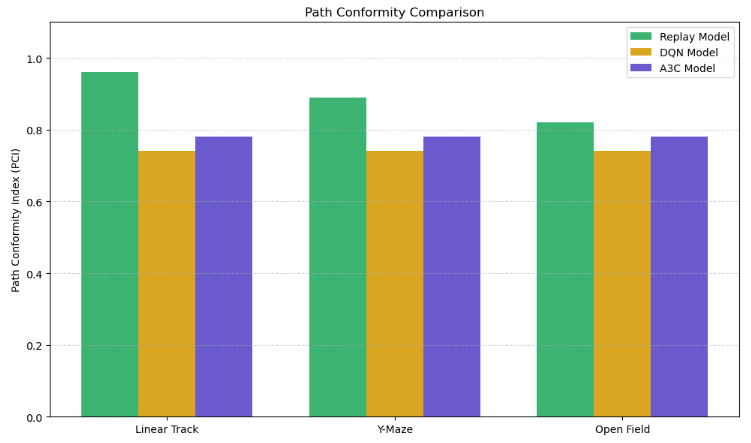 Path Conformity Comparison
Replay Model
DQN Model
A3C Model
Path Conformity Index (PCI)
1.0
0.8
0.6
0.4
0.2
0.0
Linear Track
Y-Maze
Open Field